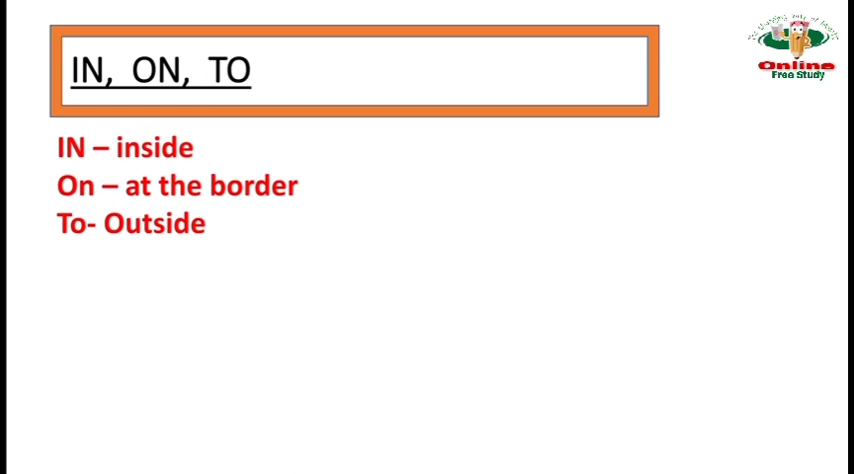 IN, ON, TO
Online
Free Study
IN – inside
On – at the border
To- Outside